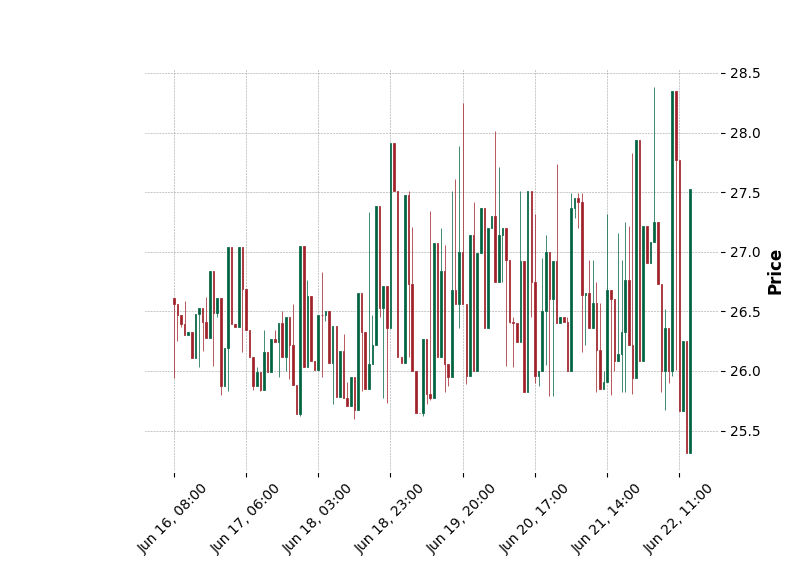 28.5
28.0
27.5
27.0
26.5
26.0
25.5
Price
Jun 16, 08:00
Jun 17, 06:00
Jun 18, 03:00
Jun 18, 23:00
Jun 19, 20:00
Jun 20, 17:00
Jun 21, 14:00
Jun 22, 11:00